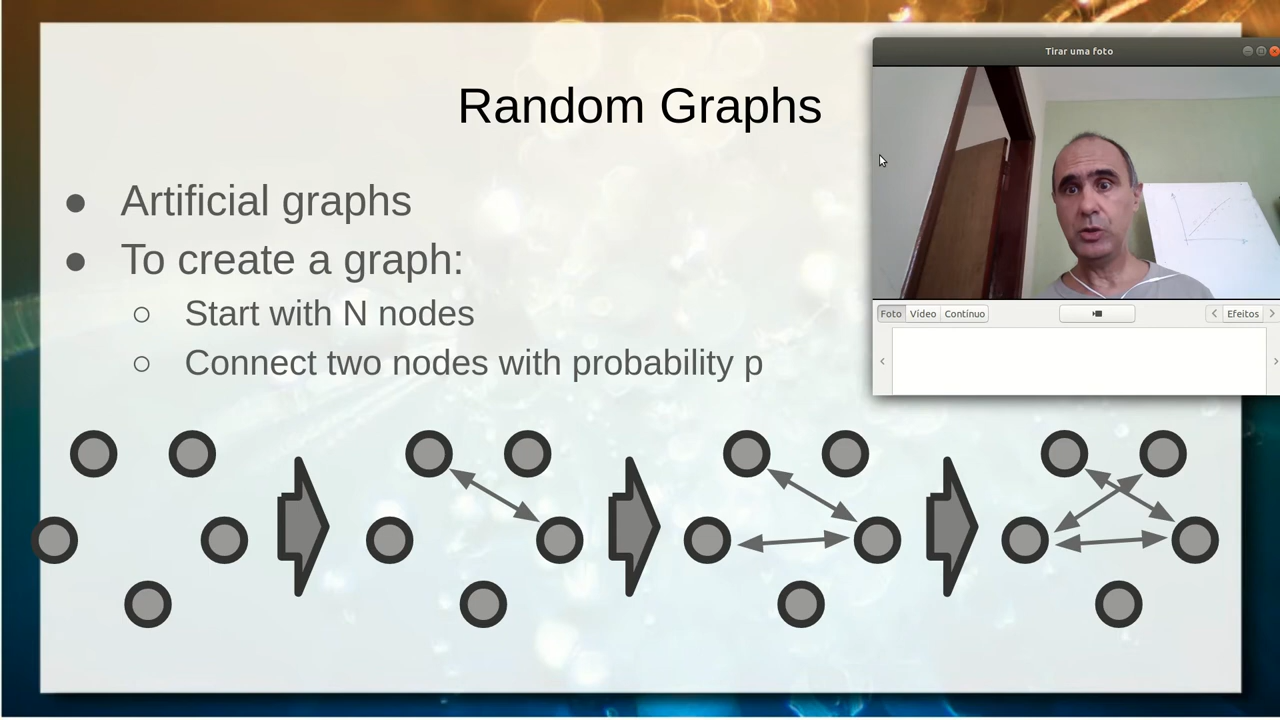 Random Graphs
● Artificial graphs
● To create a graph:
○ Start with N nodes
○ Connect two nodes with probability p
Tirar uma foto
Foto Vídeo Contínuo Efeitos